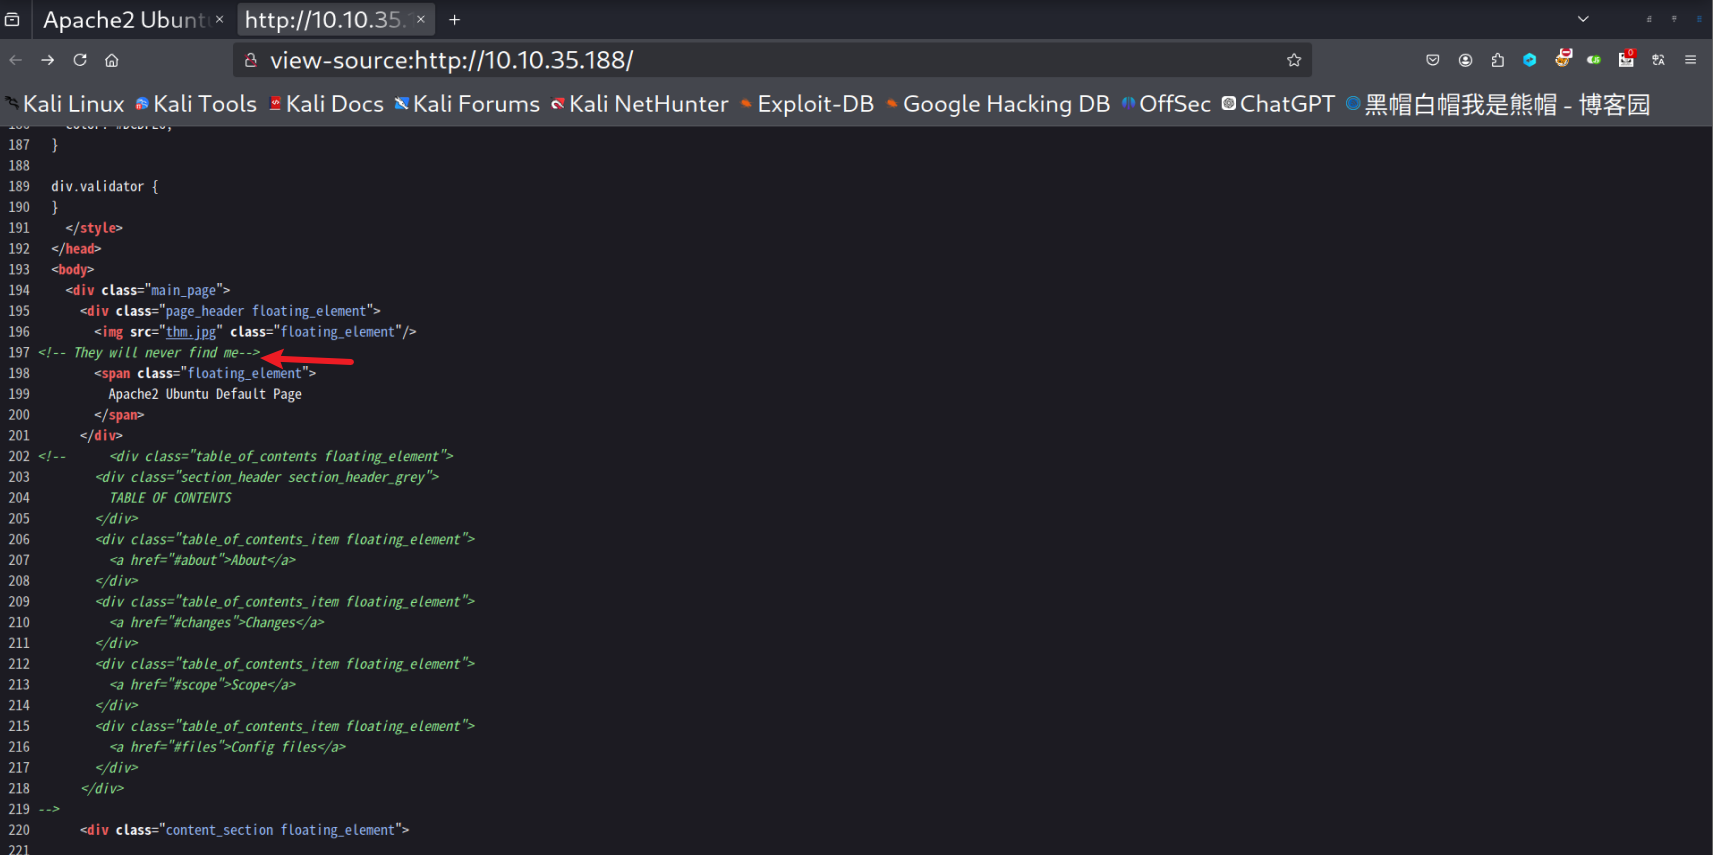 Apache2 Ubunt × http://10.10.35.1 × +
view-source:http://10.10.35.188/ 0
Kali Linux Kali Tools Kali Docs Kali Forums Kali NetHunter Exploit-DB Google Hacking DB OffSec ChatGPT 黑帽白帽我是熊帽 - 博客园
187 }
188
189 div.validator {
190 }
191 </style>
192 </head>
193 <body>
194 <div class="main_page">
195 <div class="page_header floating_element">
196 <img src="thm.jpg" class="floating_element"/>
197 <!-- They will never find me-->
198 <span class="floating_element">
199 Apache2 Ubuntu Default Page
200 </span>
201 </div>
202 <!-- <div class="table_of_contents floating_element">
203 <div class="section_header section_header_grey">
204 TABLE OF CONTENTS
205 </div>
206 <div class="table_of_contents_item floating_element">
207 <a href="#about">About</a>
208 </div>
209 <div class="table_of_contents_item floating_element">
210 <a href="#changes">Changes</a>
211 </div>
212 <div class="table_of_contents_item floating_element">
213 <a href="#scope">Scope</a>
214 </div>
215 <div class="table_of_contents_item floating_element">
216 <a href="#files">Config files</a>
217 </div>
218 </div>
219 -->
220 <div class="content_section floating_element">
221